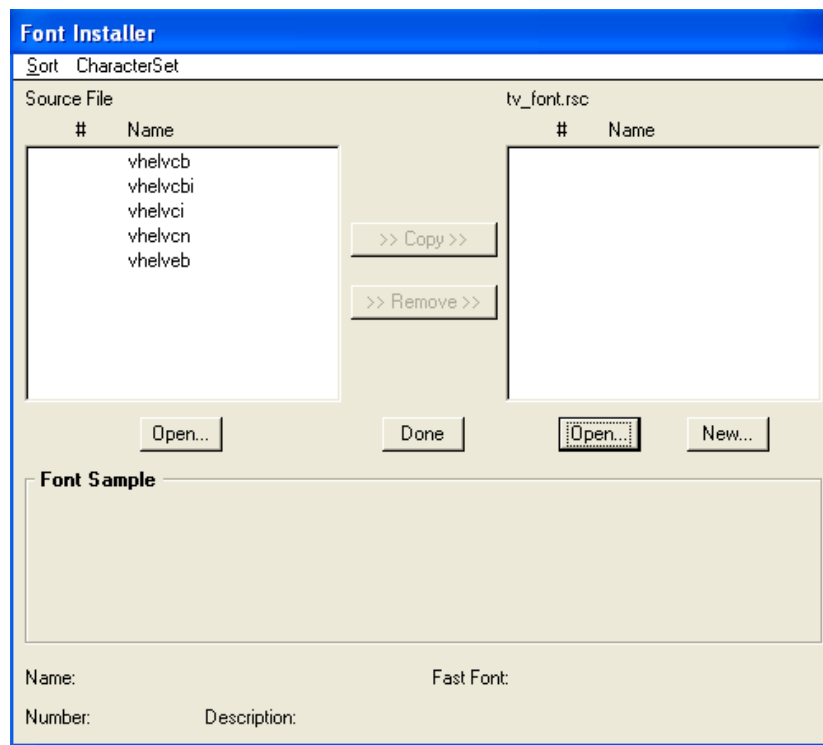 Font Installer
Sort CharacterSet
Source File tv_font.rsc
# Name # Name
vhelvcb
vhelvcbi
vhelvci
vhelvcn
vhelveb
>> Copy >>
>> Remove >>
Open... Done Open... New...
Font Sample
Name: Fast Font:
Number: Description: